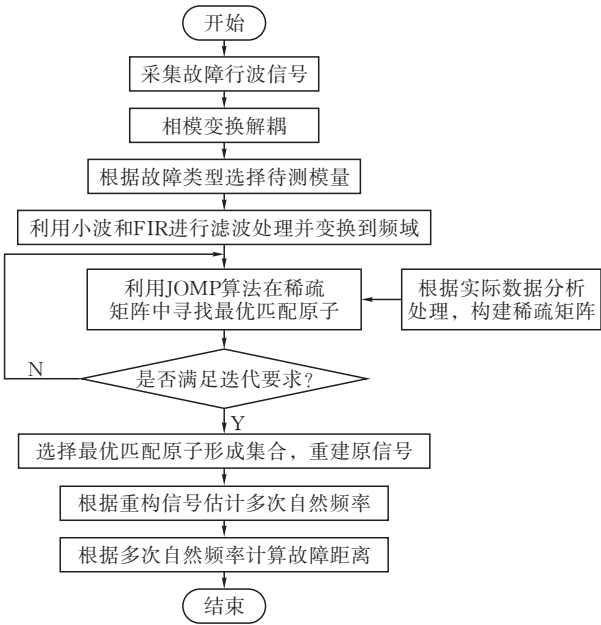 开始
采集故障行波信号
相模变换解耦
根据故障类型选择待测模量
利用小波和FIR进行滤波处理并变换到频域
利用JOMP算法在稀疏
矩阵中寻找最优匹配原子
根据实际数据分析
处理，构建稀疏矩阵
N
是否满足迭代要求？
Y
选择最优匹配原子形成集合，重建原信号
根据重构信号估计多次自然频率
根据多次自然频率计算故障距离
结束